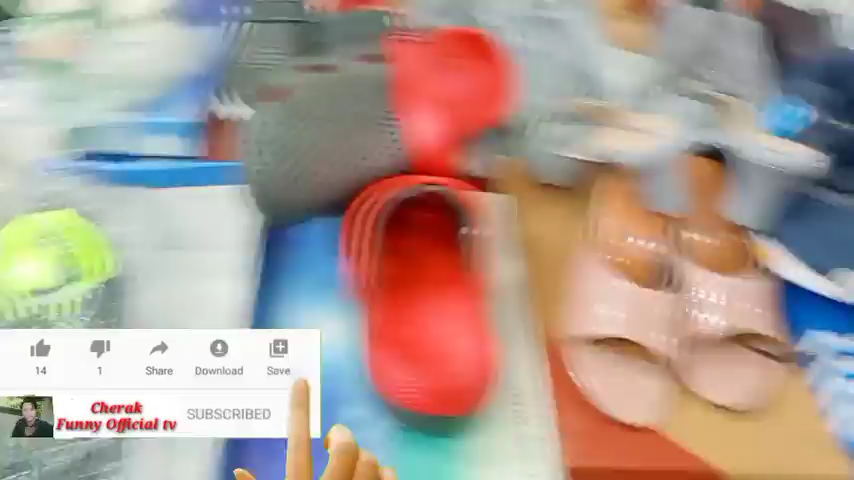 14 1 Share Download Save
Cherak
Funny Official tv
SUBSCRIBED